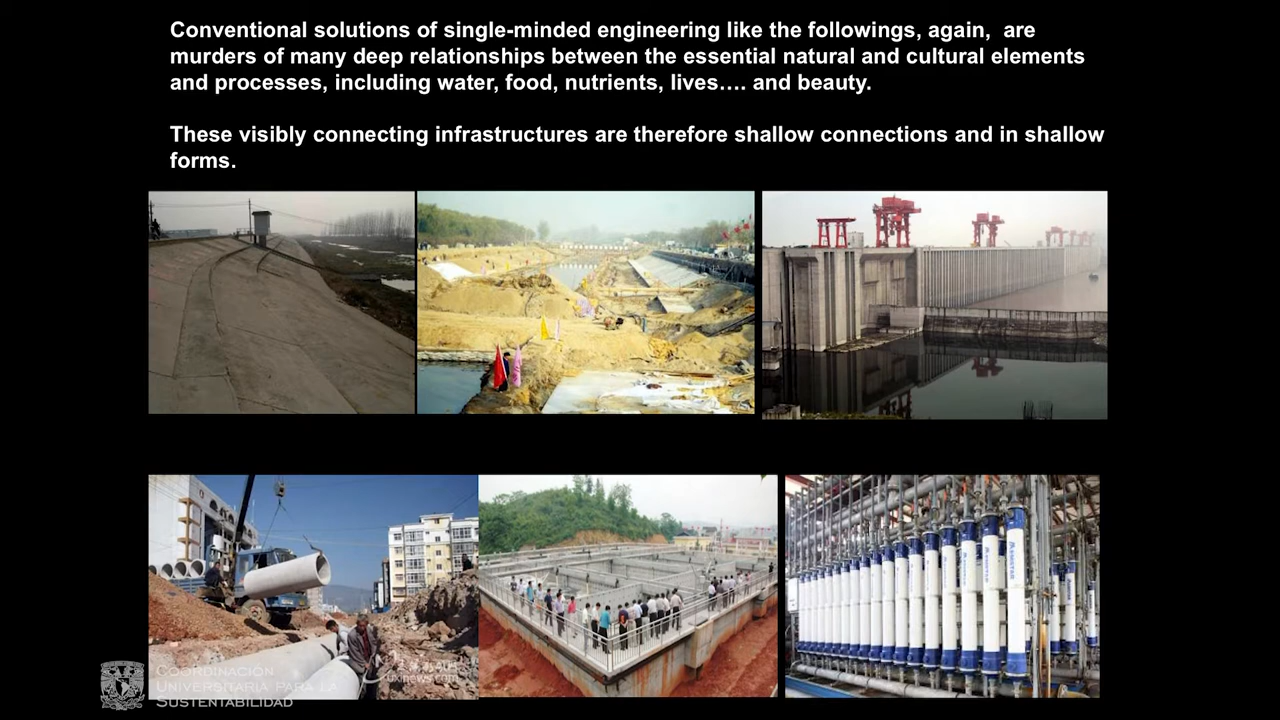 Conventional solutions of single-minded engineering like the followings, again,  are
murders of many deep relationships between the essential natural and cultural elements
and processes, including water, food, nutrients, lives…. and beauty.
These visibly connecting infrastructures are therefore shallow connections and in shallow
forms.
COORDINACIÓN
UNIVERSITARIA PARA LA
SUSTENTABILIDAD